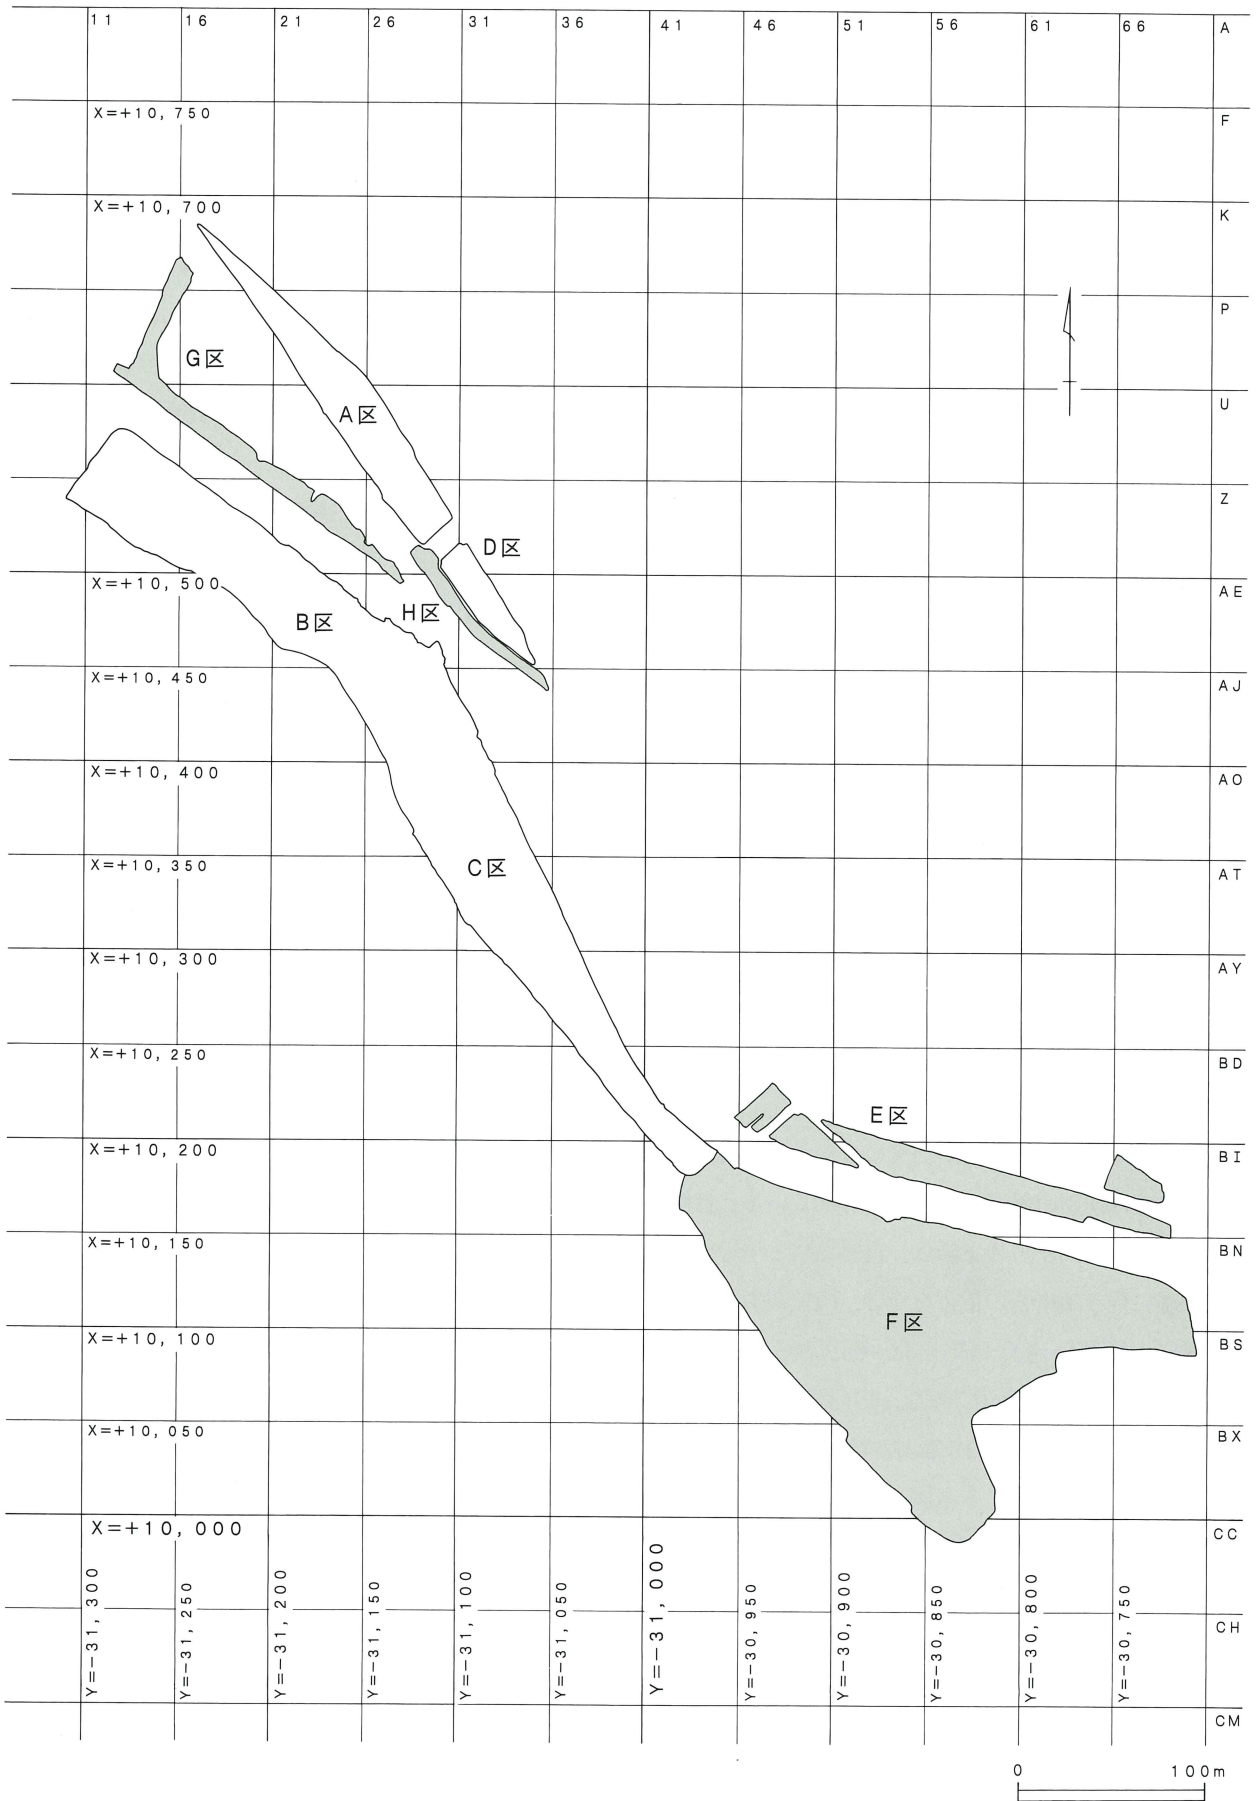 11 16 21 26 31 36 41 46 51 56 61 66 A
X=+10,750 F
X=+10,700 K
P
G区
U
A区
Z
D区
X=+10,500 AE
H区
B区
X=+10,450 AJ
X=+10,400 AO
X=+10,350 AT
C区
X=+10,300 AY
X=+10,250 BD
E区
X=+10,200 BI
X=+10,150 BN
F区
X=+10,100 BS
X=+10,050 BX
X=+10,000 CC
Y=-31,300
Y=-31,250
Y=-31,200
Y=-31,150
Y=-31,100
Y=-31,050
Y=-31,000
Y=-30,950
Y=-30,900
Y=-30,850
Y=-30,800
Y=-30,750
CH
CM
0 100m